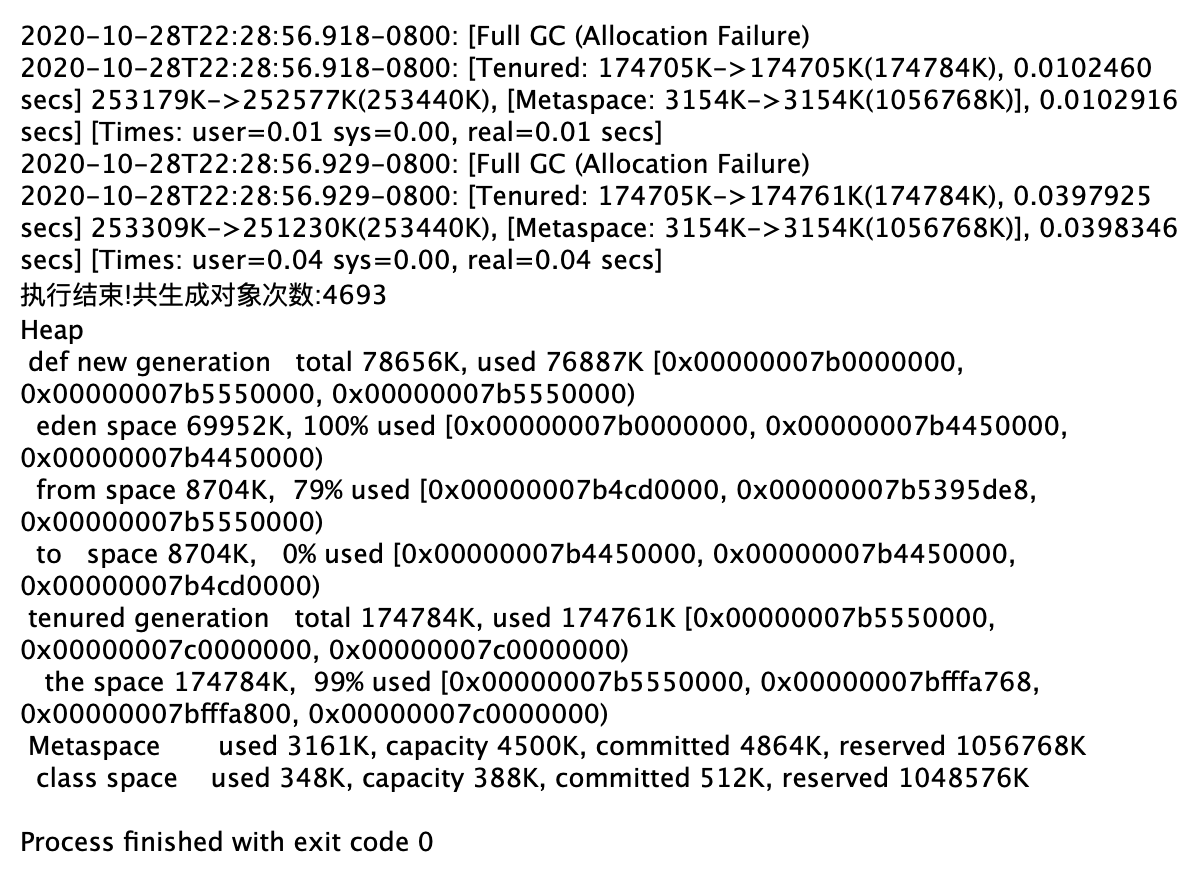 2020-10-28T22:28:56.918-0800: [Full GC (Allocation Failure)
2020-10-28T22:28:56.918-0800: [Tenured: 174705K->174705K(174784K), 0.0102460
secs] 253179K->252577K(253440K), [Metaspace: 3154K->3154K(1056768K)], 0.0102916
secs] [Times: user=0.01 sys=0.00, real=0.01 secs]
2020-10-28T22:28:56.929-0800: [Full GC (Allocation Failure)
2020-10-28T22:28:56.929-0800: [Tenured: 174705K->174761K(174784K), 0.0397925
secs] 253309K->251230K(253440K), [Metaspace: 3154K->3154K(1056768K)], 0.0398346
secs] [Times: user=0.04 sys=0.00, real=0.04 secs]
执行结束!共生成对象次数:4693
Heap
 def new generation   total 78656K, used 76887K [0x00000007b0000000,
0x00000007b5550000, 0x00000007b5550000)
  eden space 69952K, 100% used [0x00000007b0000000, 0x00000007b4450000,
0x00000007b4450000)
  from space 8704K,  79% used [0x00000007b4cd0000, 0x00000007b5395de8,
0x00000007b5550000)
  to   space 8704K,   0% used [0x00000007b4450000, 0x00000007b4450000,
0x00000007b4cd0000)
 tenured generation   total 174784K, used 174761K [0x00000007b5550000,
0x00000007c0000000, 0x00000007c0000000)
   the space 174784K,  99% used [0x00000007b5550000, 0x00000007bfffa768,
0x00000007bfffa800, 0x00000007c0000000)
 Metaspace       used 3161K, capacity 4500K, committed 4864K, reserved 1056768K
  class space    used 348K, capacity 388K, committed 512K, reserved 1048576K
Process finished with exit code 0